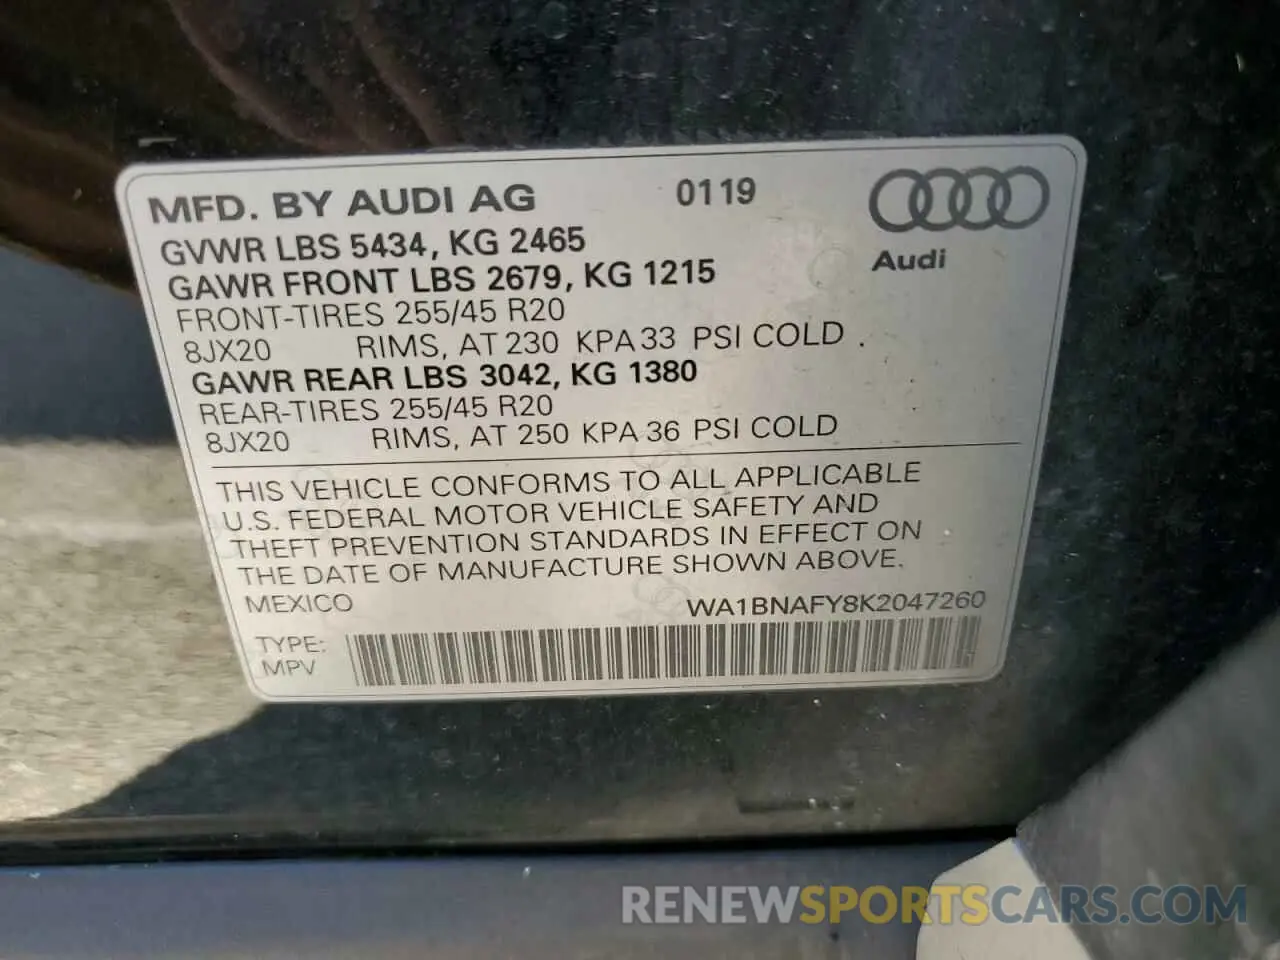 MFD. BY AUDI AG 0119
Audi
GVWR LBS 5434, KG 2465
GAWR FRONT LBS 2679, KG 1215
FRONT-TIRES 255/45 R20
8JX20 RIMS, AT 230 KPA 33 PSI COLD .
GAWR REAR LBS 3042, KG 1380
REAR-TIRES 255/45 R20
8JX20 RIMS, AT 250 KPA 36 PSI COLD
THIS VEHICLE CONFORMS TO ALL APPLICABLE
U.S. FEDERAL MOTOR VEHICLE SAFETY AND
THEFT PREVENTION STANDARDS IN EFFECT ON
THE DATE OF MANUFACTURE SHOWN ABOVE.
MEXICO WA1BNAFY8K2047260
TYPE:
MPV
RENEWSPORTSCARS.COM